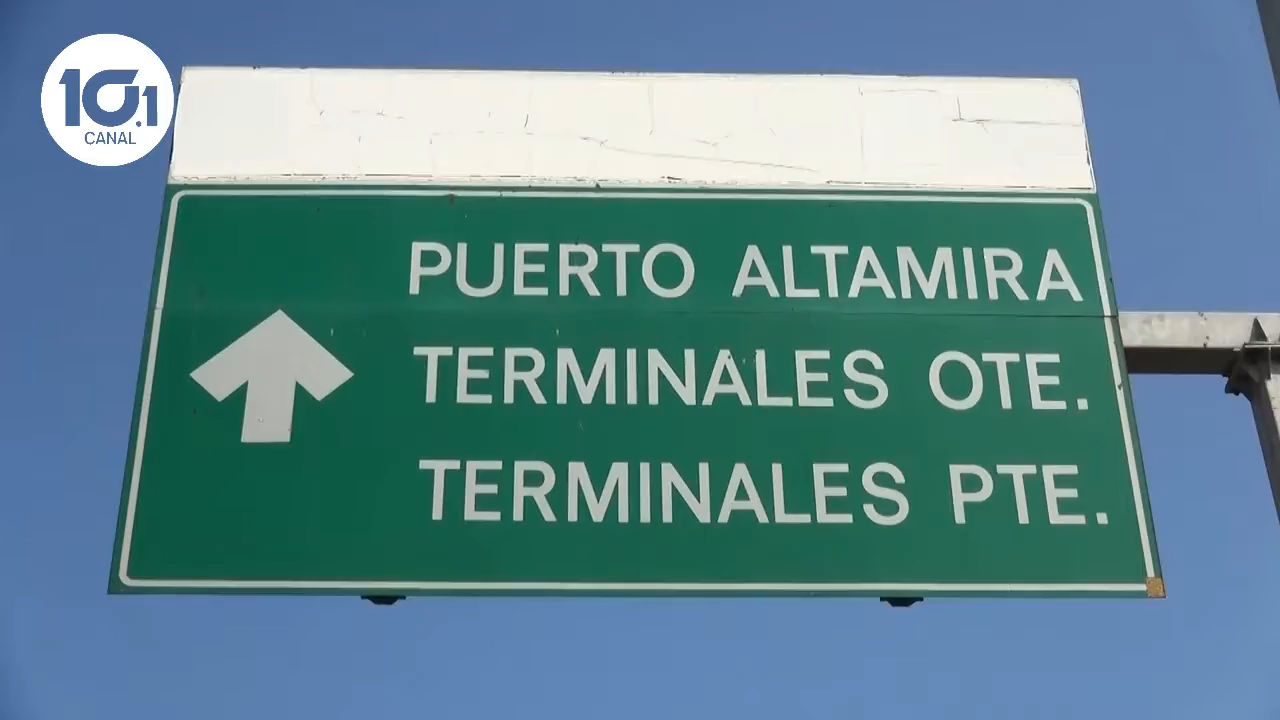 10.1
CANAL
PUERTO ALTAMIRA
TERMINALES OTE.
TERMINALES PTE.